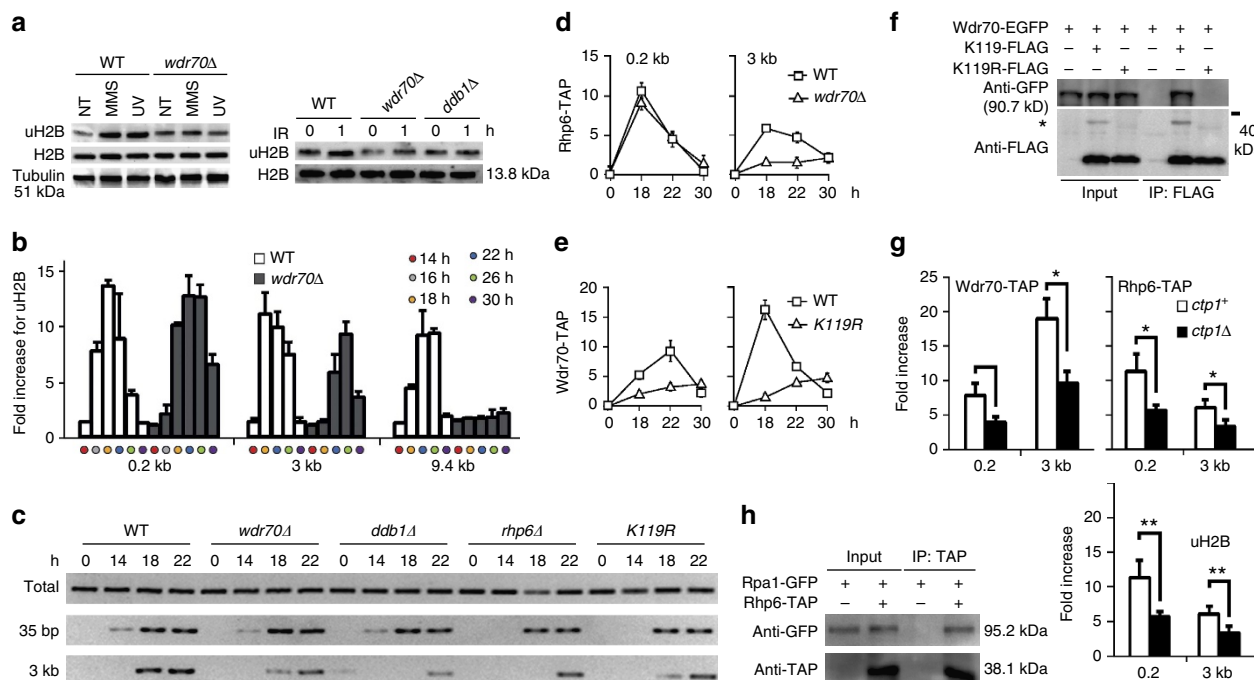 a
WT
wdr70Δ
NT
MMS
UV
NT
MMS
UV
uH2B
H2B
Tubulin
51 kDa
WT
wdr70Δ
ddb1Δ
IR 0 1 0 1 0 1 h
uH2B
H2B
13.8 kDa
b
Fold increase for uH2B
15
10
5
0
WT
wdr70Δ
14 h
16 h
18 h
22 h
26 h
30 h
0.2 kb 3 kb 9.4 kb
c
WT wdr70Δ ddb1Δ rhp6Δ K119R
h 0 14 18 22 0 14 18 22 0 14 18 22 0 14 18 22 0 14 18 22
Total
35 bp
3 kb
d
Rhp6-TAP
15
10
5
0
0.2 kb
0 18 22 30
15
10
5
0
3 kb
WT
wdr70Δ
0 18 22 30 h
e
Wdr70-TAP
20
15
10
5
0
0 18 22 30
20
15
10
5
0
WT
K119R
0 18 22 30 h
f
Wdr70-EGFP + + + + + +
K119-FLAG – + – – + –
K119R-FLAG – – + – – +
Anti-GFP
(90.7 kD)
*
Anti-FLAG
40
kD
Input IP: FLAG
g
Fold increase
25
20
15
10
5
0
Wdr70-TAP
*
0.2 3 kb
Rhp6-TAP
ctp1+
ctp1Δ
*
*
0.2 3 kb
Fold increase
20
15
10
5
0
uH2B
**
**
0.2 3 kb
h
Input IP: TAP
Rpa1-GFP + + + +
Rhp6-TAP – + – +
Anti-GFP
95.2 kDa
Anti-TAP
38.1 kDa